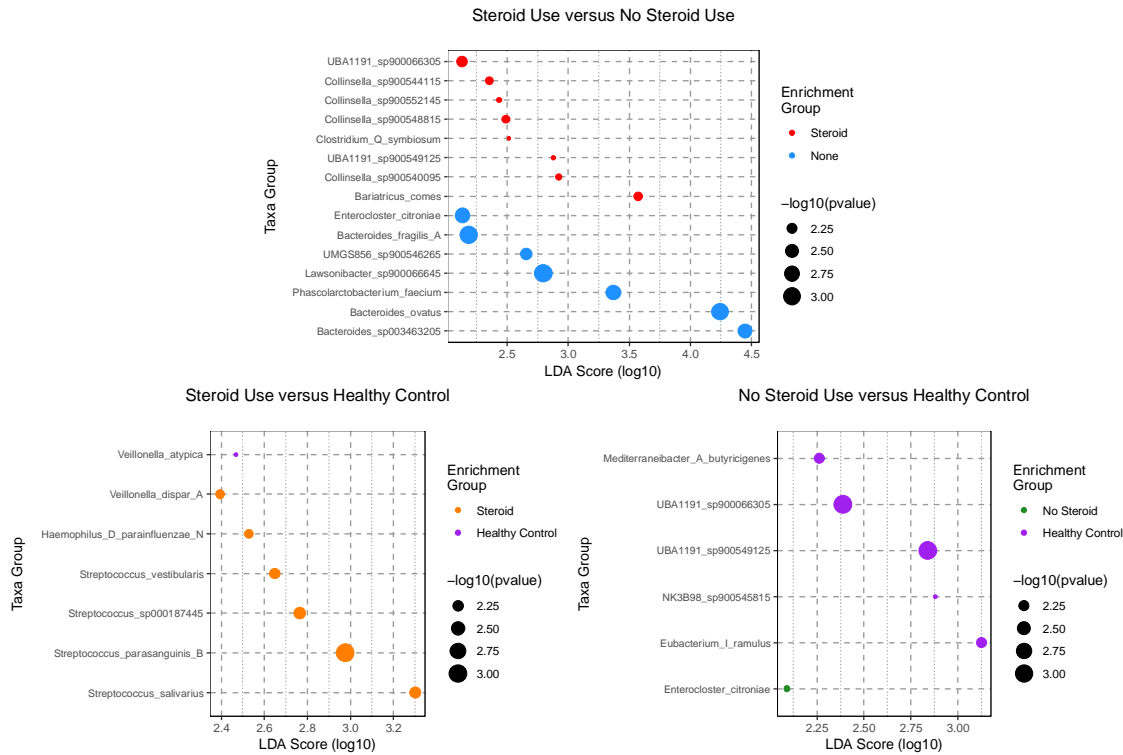 Steroid Use versus No Steroid Use
Taxa Group
UBA1191_sp900066305
Collinsella_sp900544115
Collinsella_sp900552145
Collinsella_sp900548815
Clostridium_Q_symbiosum
UBA1191_sp900549125
Collinsella_sp900540095
Bariatricus_comes
Enterocloster_citroniae
Bacteroides_fragilis_A
UMGS856_sp900546265
Lawsonibacter_sp900066645
Phascolarctobacterium_faecium
Bacteroides_ovatus
Bacteroides_sp003463205
2.5 3.0 3.5 4.0 4.5
LDA Score (log10)
Enrichment
Group
Steroid
None
−log10(pvalue)
2.25
2.50
2.75
3.00
Steroid Use versus Healthy Control
Taxa Group
Veillonella_atypica
Veillonella_dispar_A
Haemophilus_D_parainfluenzae_N
Streptococcus_vestibularis
Streptococcus_sp000187445
Streptococcus_parasanguinis_B
Streptococcus_salivarius
2.4 2.6 2.8 3.0 3.2
LDA Score (log10)
Enrichment
Group
Steroid
Healthy Control
−log10(pvalue)
2.25
2.50
2.75
3.00
No Steroid Use versus Healthy Control
Taxa Group
Mediterraneibacter_A_butyricigenes
UBA1191_sp900066305
UBA1191_sp900549125
NK3B98_sp900545815
Eubacterium_I_ramulus
Enterocloster_citroniae
2.25 2.50 2.75 3.00
LDA Score (log10)
Enrichment
Group
No Steroid
Healthy Control
−log10(pvalue)
2.25
2.50
2.75
3.00